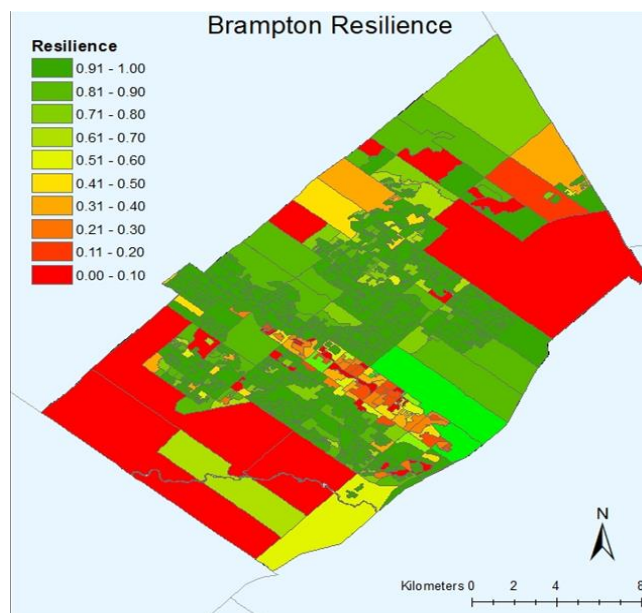 Brampton Resilience
Resilience
0.91 - 1.00
0.81 - 0.90
0.71 - 0.80
0.61 - 0.70
0.51 - 0.60
0.41 - 0.50
0.31 - 0.40
0.21 - 0.30
0.11 - 0.20
0.00 - 0.10
N
Kilometers 0 2 4 6 8